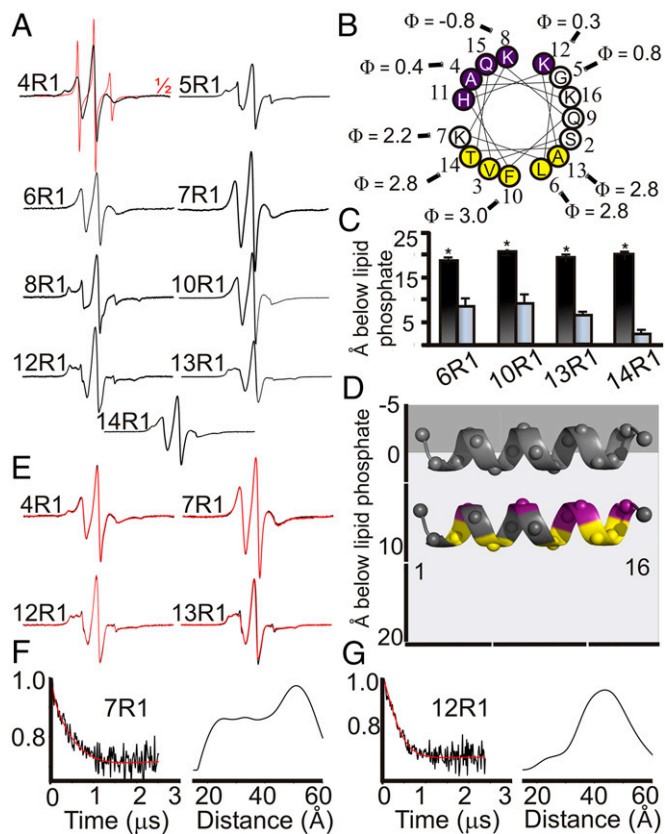 A
4R1
½
5R1
6R1
7R1
8R1
10R1
12R1
13R1
14R1
B
Φ = -0.8
Φ = 0.3
Φ = 0.4
Φ = 0.8
Φ = 2.2
Φ = 2.8
Φ = 3.0
Φ = 2.8
Φ = 2.8
15 8 12
4 5
11 16
7 9
14 2
3 13
10 6
K K
Q G
A K
H Q
K S
T A
V L
F
C
Å below lipid phosphate
25
15
5
* * * *
6R1 10R1 13R1 14R1
D
Å below lipid phosphate
-5
0
10
20
1 16
E
4R1
7R1
12R1
13R1
F
1.0
0.8
7R1
0 1 2 3
Time (µs)
20 40 60
Distance (Å)
G
1.0
0.8
12R1
0 1 2 3
Time (µs)
20 40 60
Distance (Å)